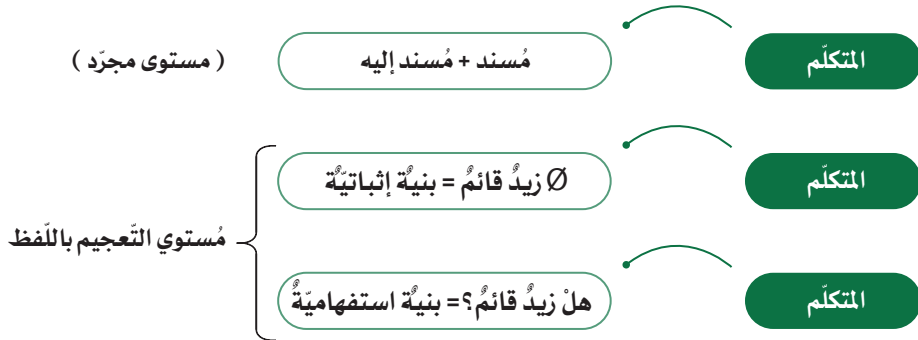 المتكلّم
مُسند + مُسند إليه
( مستوى مجرّد )
المتكلّم
Ø زيدٌ قائمٌ = بنيةٌ إثباتيّةٌ
مُستوي التّعجيم باللّفظ
المتكلّم
هلْ زيدٌ قائمٌ؟ = بنيةٌ استفهاميّةٌ